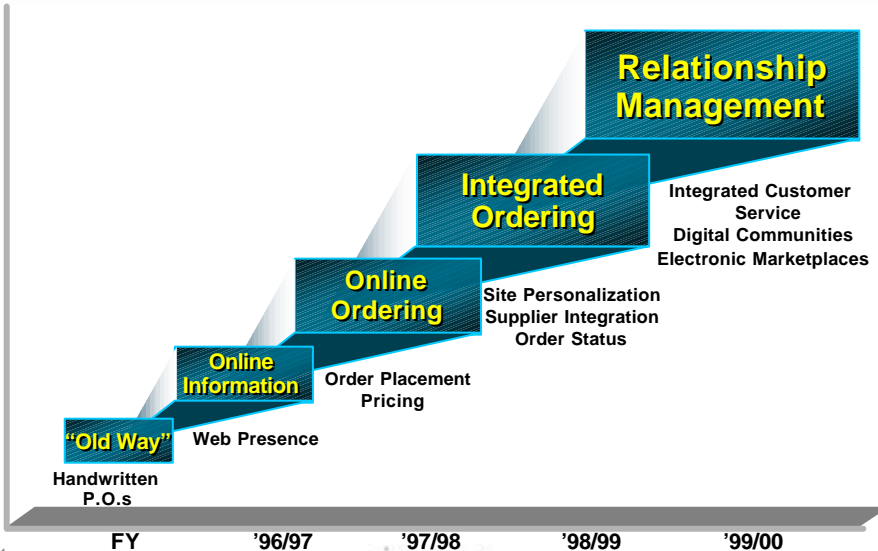 Relationship
Management
Integrated
Ordering
Integrated Customer
Service
Digital Communities
Electronic Marketplaces
Online
Ordering
Site Personalization
Supplier Integration
Order Status
Online
Information
Order Placement
Pricing
“Old Way”
Web Presence
Handwritten
P.O.s
FY ’96/97 ’97/98 ’98/99 ’99/00